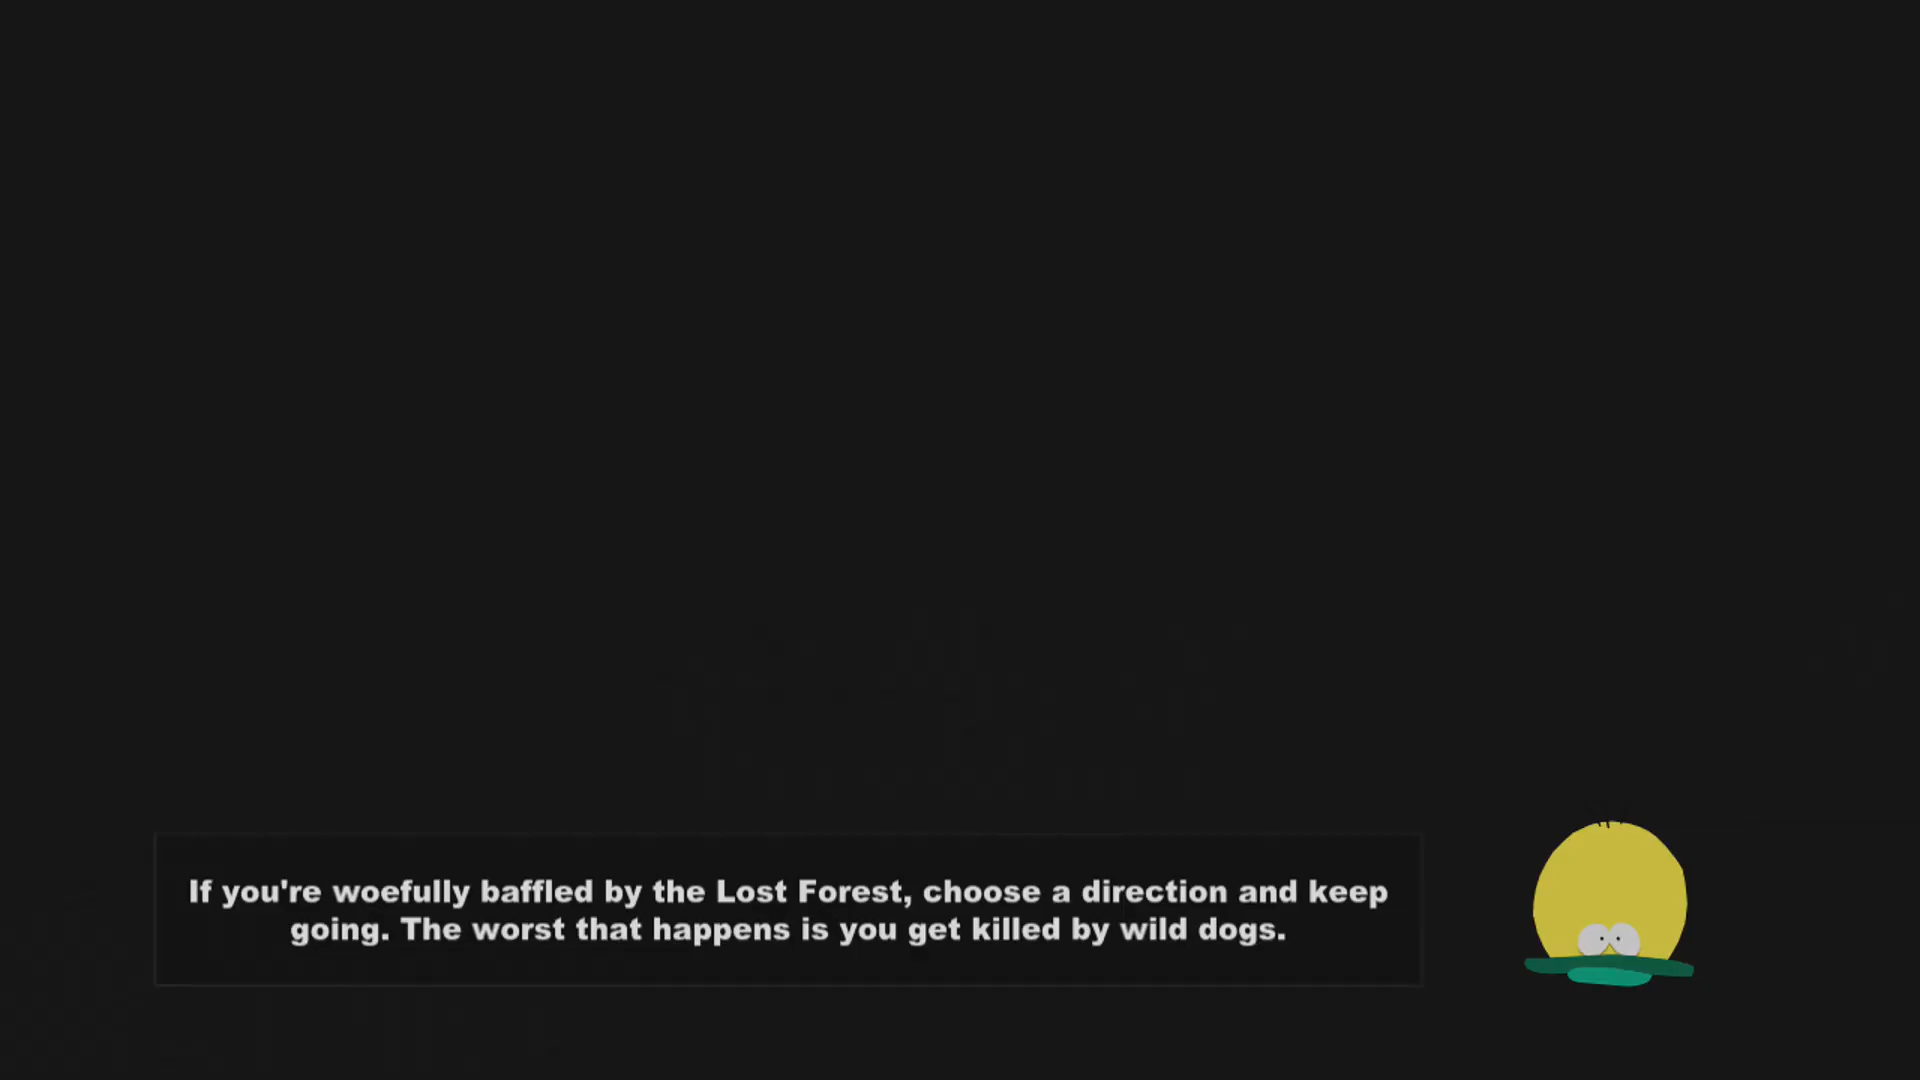 If you're woefully baffled by the Lost Forest, choose a direction and keep
going. The worst that happens is you get killed by wild dogs.